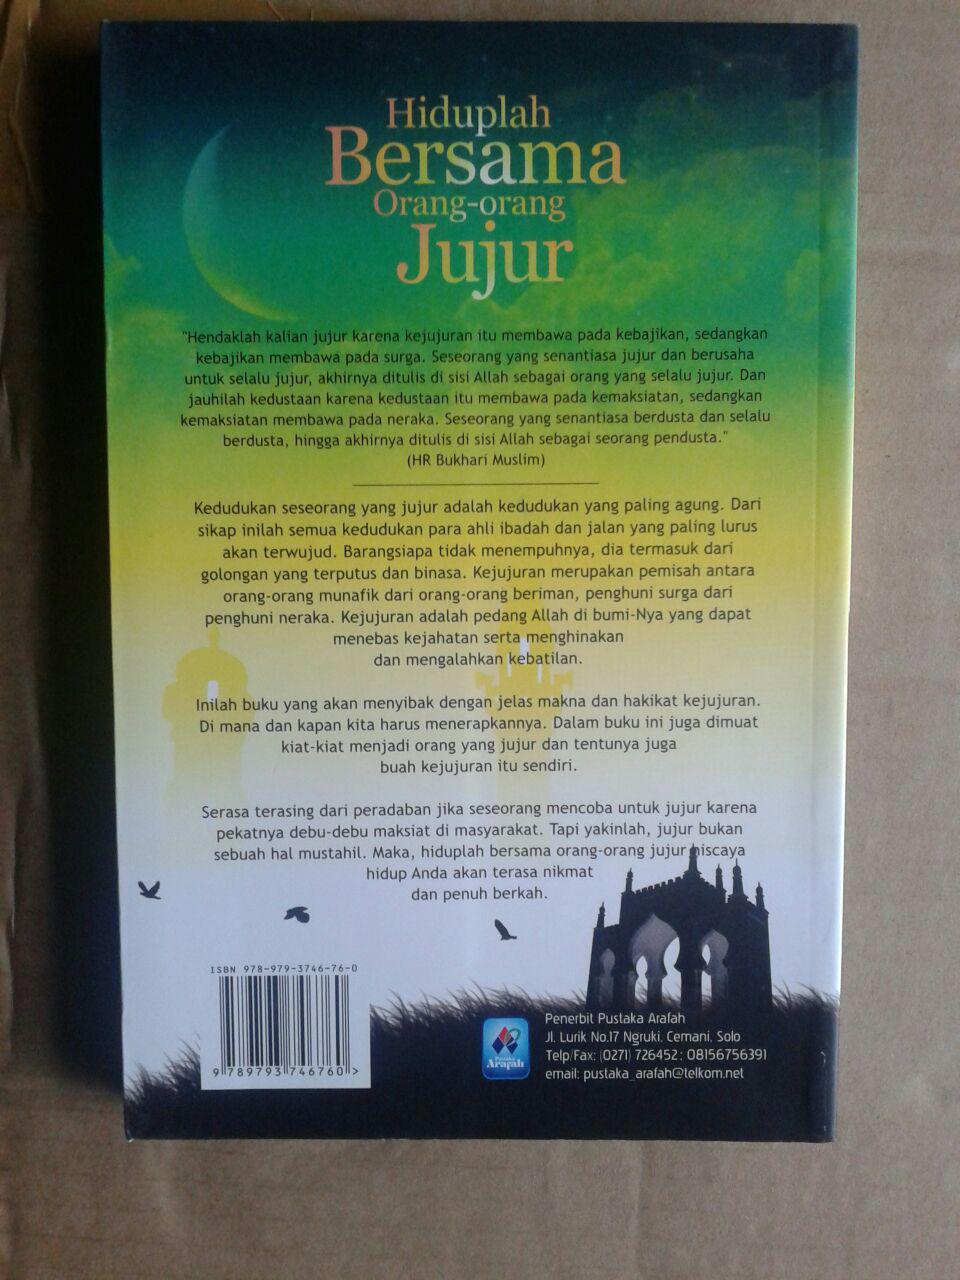 Hiduplah
Bersama
Orang-orang
Jujur
"Hendaklah kalian jujur karena kejujuran itu membawa pada kebajikan, sedangkan
kebajikan membawa pada surga. Seseorang yang senantiasa jujur dan berusaha
untuk selalu jujur, akhirnya ditulis di sisi Allah sebagai orang yang selalu jujur. Dan
jauhilah kedustaan karena kedustaan itu membawa pada kemaksiatan, sedangkan
kemaksiatan membawa pada neraka. Seseorang yang senantiasa berdusta dan selalu
berdusta, hingga akhirnya ditulis di sisi Allah sebagai seorang pendusta."
(HR Bukhari Muslim)
Kedudukan seseorang yang jujur adalah kedudukan yang paling agung. Dari
sikap inilah semua kedudukan para ahli ibadah dan jalan yang paling lurus
akan terwujud. Barangsiapa tidak menempuhnya, dia termasuk dari
golongan yang terputus dan binasa. Kejujuran merupakan pemisah antara
orang-orang munafik dari orang-orang beriman, penghuni surga dari
penghuni neraka. Kejujuran adalah pedang Allah di bumi-Nya yang dapat
menebas kejahatan serta menghinakan
dan mengalahkan kebatilan.
Inilah buku yang akan menyibak dengan jelas makna dan hakikat kejujuran.
Di mana dan kapan kita harus menerapkannya. Dalam buku ini juga dimuat
kiat-kiat menjadi orang yang jujur dan tentunya juga
buah kejujuran itu sendiri.
Serasa terasing dari peradaban jika seseorang mencoba untuk jujur karena
pekatnya debu-debu maksiat di masyarakat. Tapi yakinlah, jujur bukan
sebuah hal mustahil. Maka, hiduplah bersama orang-orang jujur niscaya
hidup Anda akan terasa nikmat
dan penuh berkah.
ISBN 978-979-3746-76-0
9 789793 746760 >
Pustaka
Arafah
Penerbit Pustaka Arafah
Jl. Lurik No.17 Ngruki, Cemani, Solo
Telp/Fax: (0271) 726452 ; 08156756391
email: pustaka_arafah@telkom.net